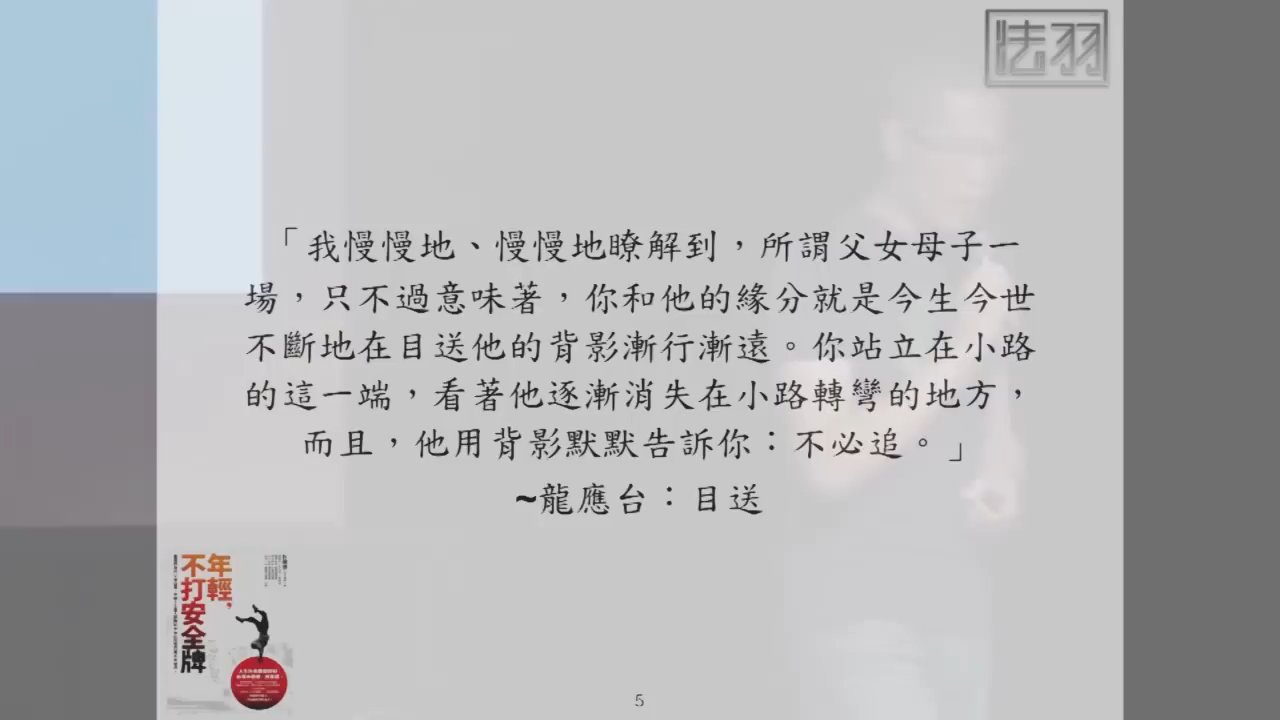 法羽
「我慢慢地、慢慢地瞭解到，所謂父女母子一
場，只不過意味著，你和他的緣分就是今生今世
不斷地在目送他的背影漸行漸遠。你站立在小路
的這一端，看著他逐漸消失在小路轉彎的地方，
而且，他用背影默默告訴你：不必追。」
~龍應台：目送
年輕，
不打安全牌
5